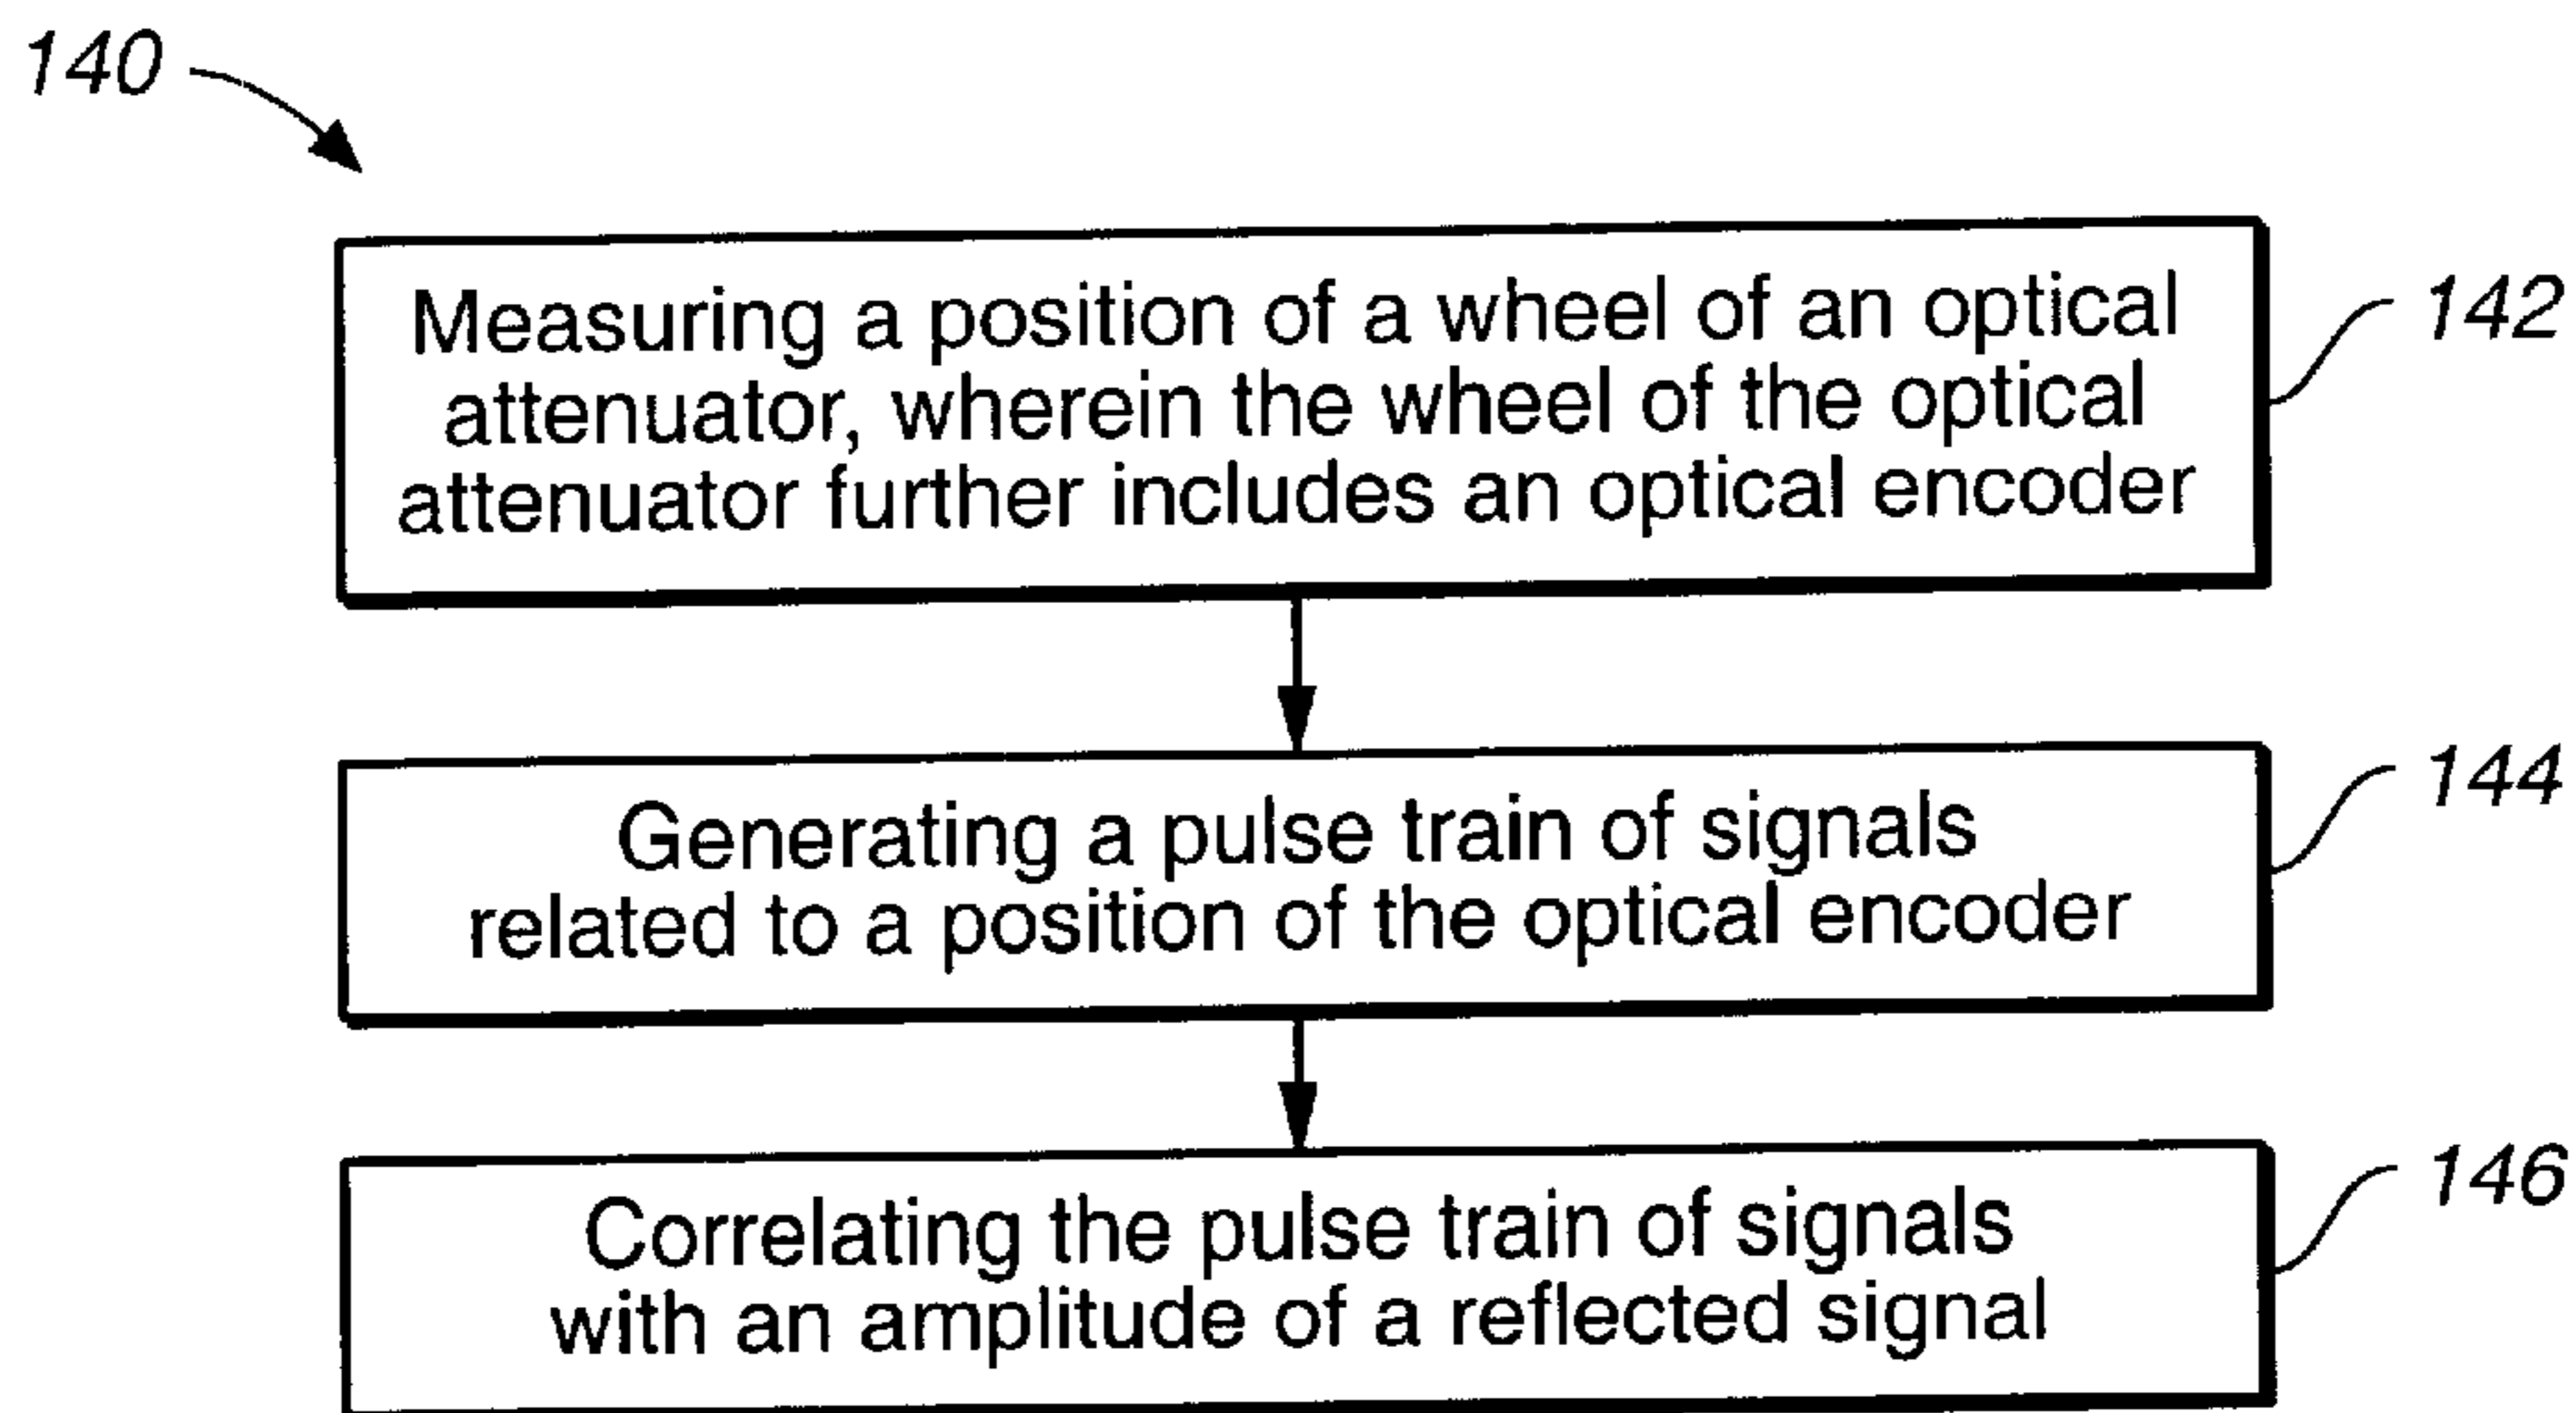 140
Measuring a position of a wheel of an optical
attenuator, wherein the wheel of the optical
attenuator further includes an optical encoder
142
Generating a pulse train of signals
related to a position of the optical encoder
144
Correlating the pulse train of signals
with an amplitude of a reflected signal
146